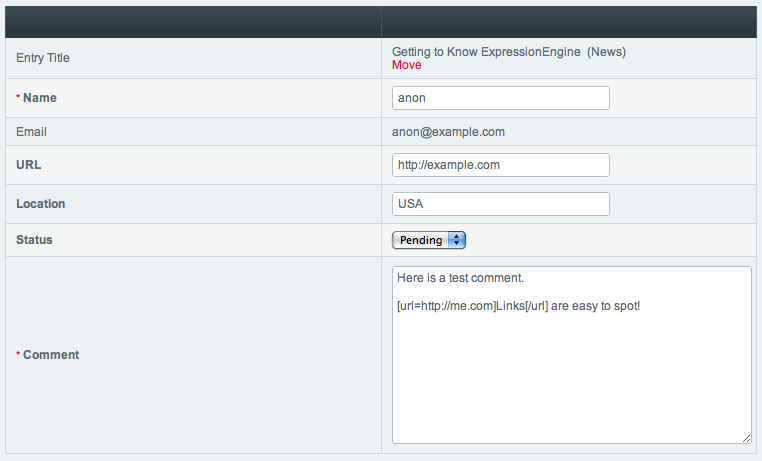 Entry Title
Getting to Know ExpressionEngine (News)
Move
* Name
anon
Email
anon@example.com
URL
http://example.com
Location
USA
Status
Pending
* Comment
Here is a test comment.
[url=http://me.com]Links[/url] are easy to spot!